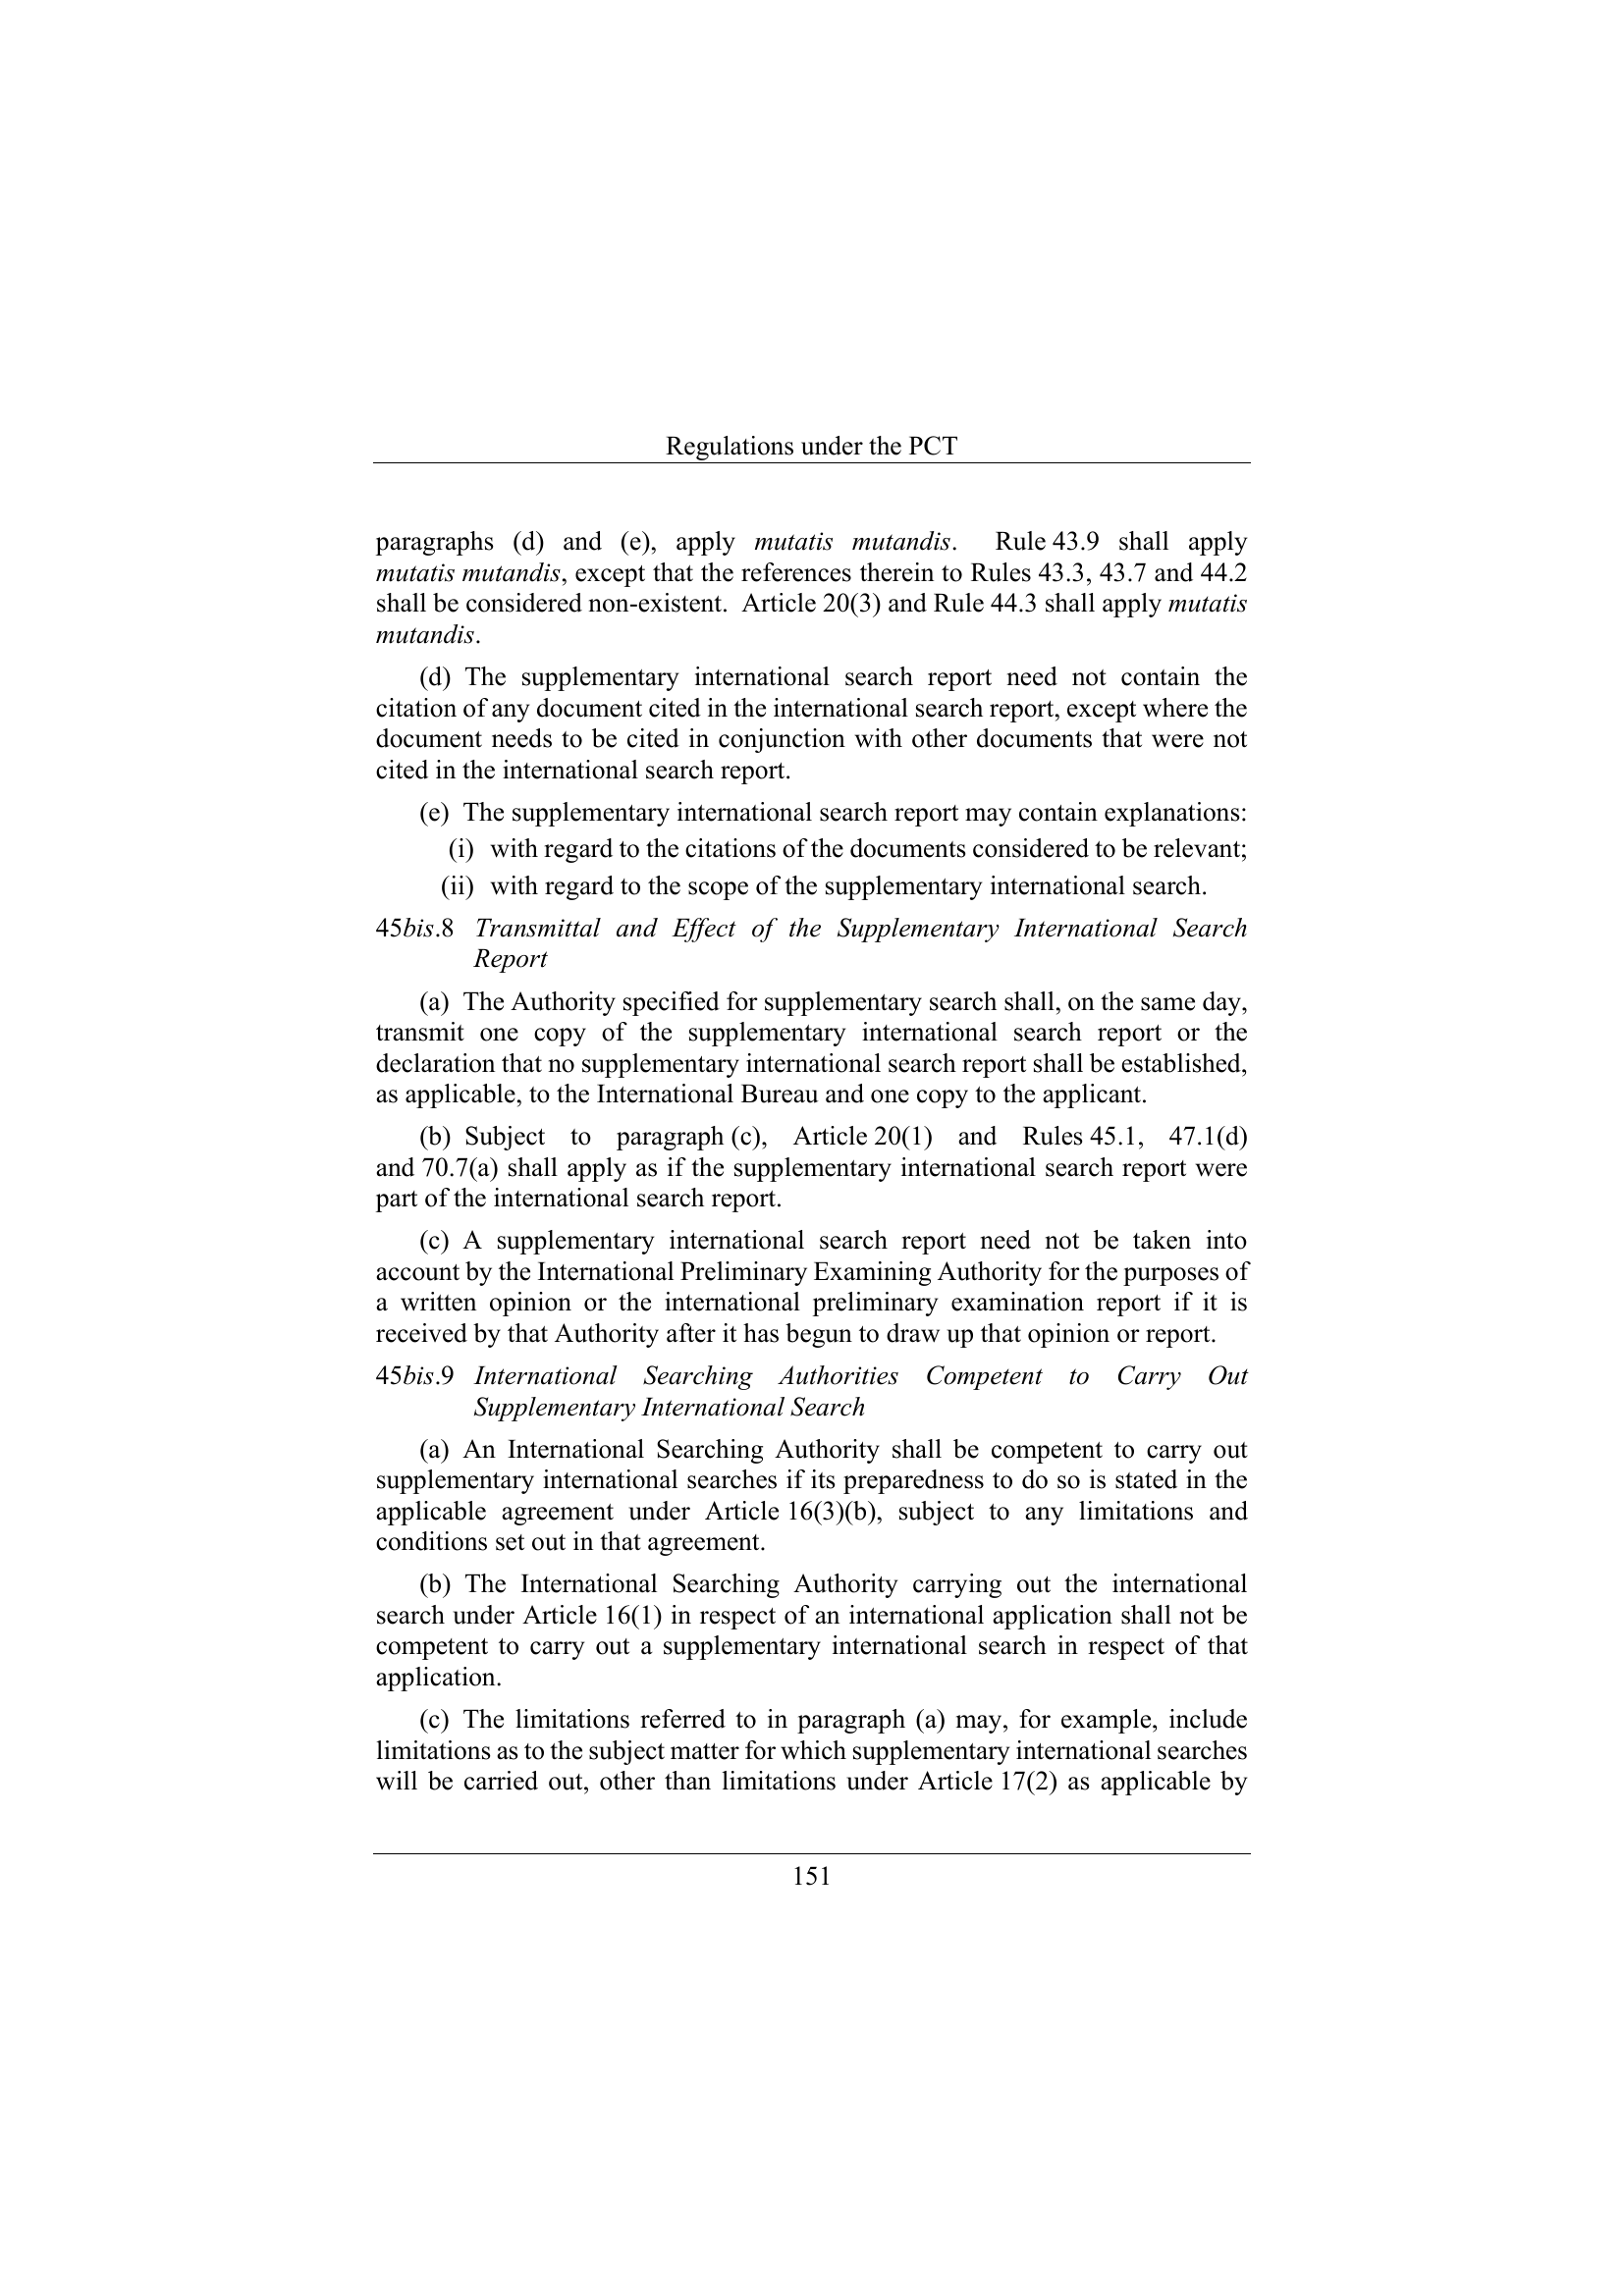 Regulations under the PCT
paragraphs (d) and (e), apply mutatis mutandis. Rule 43.9 shall apply
mutatis mutandis, except that the references therein to Rules 43.3, 43.7 and 44.2
shall be considered non-existent. Article 20(3) and Rule 44.3 shall apply mutatis
mutandis.
(d) The supplementary international search report need not contain the
citation of any document cited in the international search report, except where the
document needs to be cited in conjunction with other documents that were not
cited in the international search report.
(e) The supplementary international search report may contain explanations:
(i) with regard to the citations of the documents considered to be relevant;
(ii) with regard to the scope of the supplementary international search.
45bis.8 Transmittal and Effect of the Supplementary International Search
Report
(a) The Authority specified for supplementary search shall, on the same day,
transmit one copy of the supplementary international search report or the
declaration that no supplementary international search report shall be established,
as applicable, to the International Bureau and one copy to the applicant.
(b) Subject to paragraph (c), Article 20(1) and Rules 45.1, 47.1(d)
and 70.7(a) shall apply as if the supplementary international search report were
part of the international search report.
(c) A supplementary international search report need not be taken into
account by the International Preliminary Examining Authority for the purposes of
a written opinion or the international preliminary examination report if it is
received by that Authority after it has begun to draw up that opinion or report.
45bis.9 International Searching Authorities Competent to Carry Out
Supplementary International Search
(a) An International Searching Authority shall be competent to carry out
supplementary international searches if its preparedness to do so is stated in the
applicable agreement under Article 16(3)(b), subject to any limitations and
conditions set out in that agreement.
(b) The International Searching Authority carrying out the international
search under Article 16(1) in respect of an international application shall not be
competent to carry out a supplementary international search in respect of that
application.
(c) The limitations referred to in paragraph (a) may, for example, include
limitations as to the subject matter for which supplementary international searches
will be carried out, other than limitations under Article 17(2) as applicable by
151